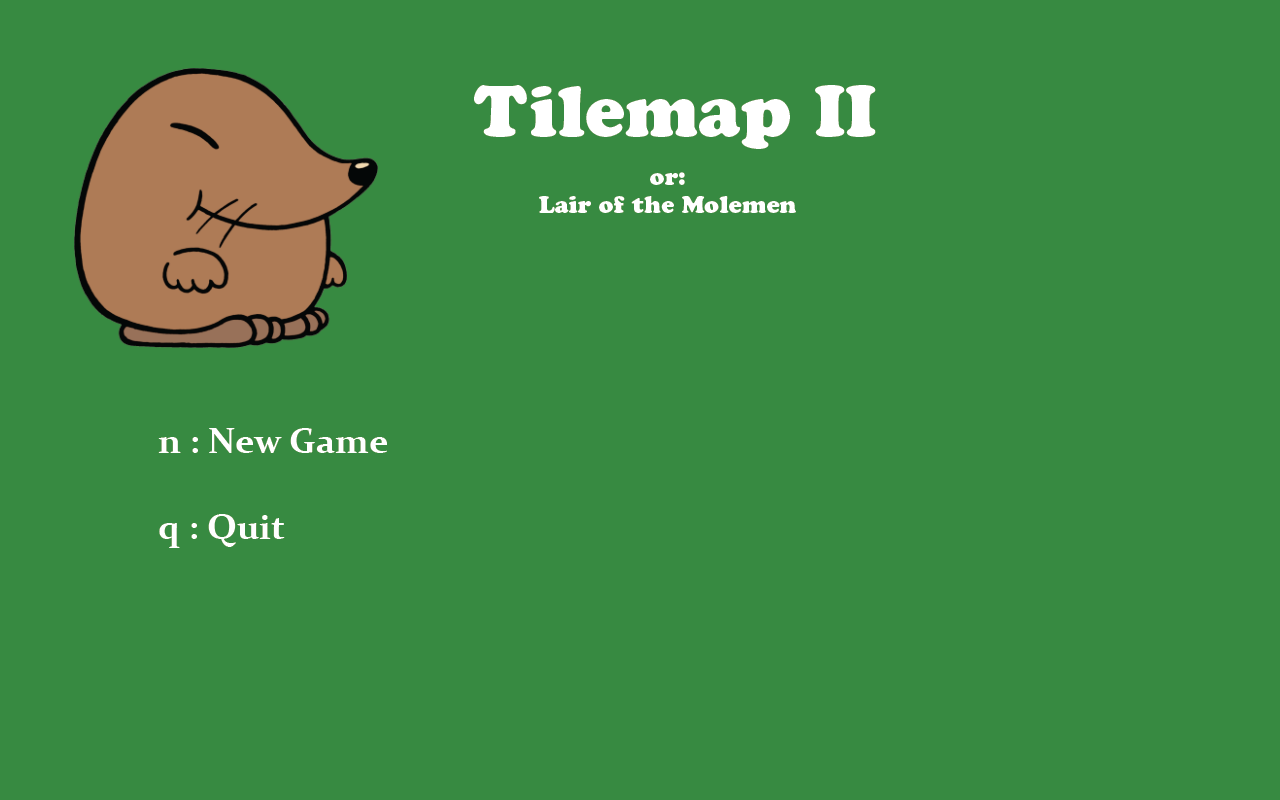 Tilemap II
or:
Lair of the Molemen
n : New Game
q : Quit